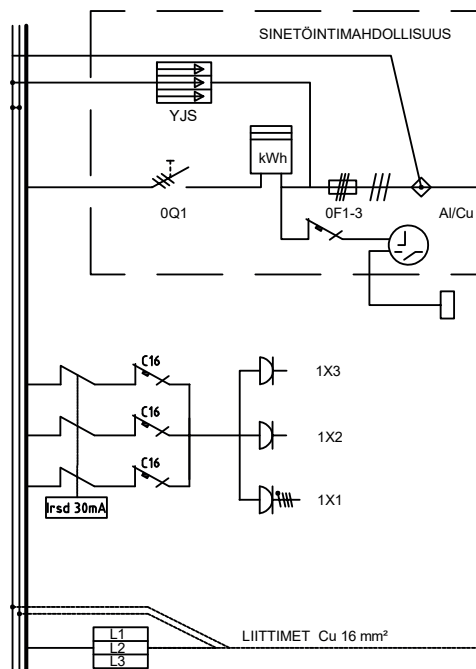 SINETÖINTIMAHDOLLISUUS
YJS
kWh
0Q1
0F1-3
Al/Cu
C16
1X3
C16
1X2
C16
1X1
Irsd 30mA
L1
L2
L3
LIITTIMET Cu 16 mm²